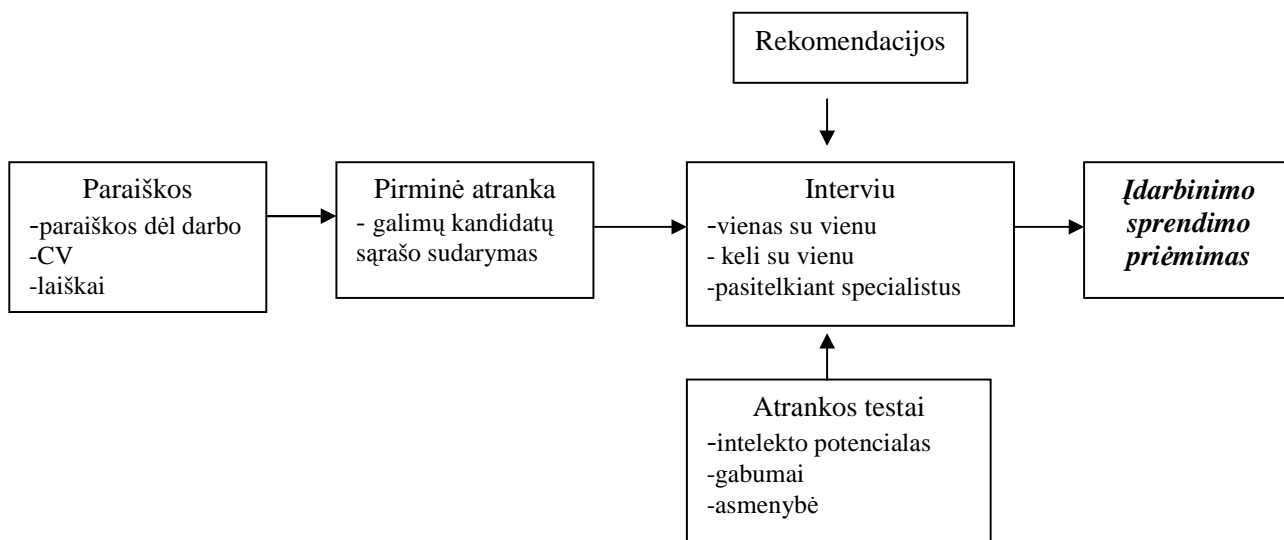 Rekomendacijos
Paraiškos
-paraiškos dėl darbo
-CV
-laiškai
Pirminė atranka
- galimų kandidatų
sąrašo sudarymas
Interviu
-vienas su vienu
- keli su vienu
-pasitelkiant specialistus
Įdarbinimo
sprendimo
priėmimas
Atrankos testai
-intelekto potencialas
-gabumai
-asmenybė